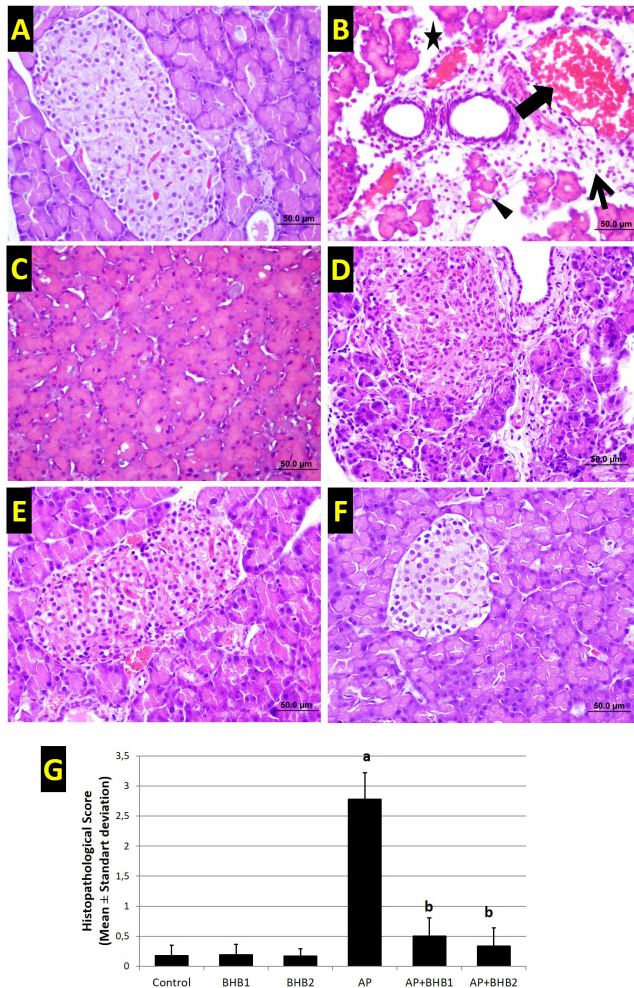 A
50.0 µm
B
50.0 µm
C
50.0 µm
D
50.0 µm
E
50.0 µm
F
50.0 µm
G
Histopathological Score
(Mean ± Standart deviation)
3,5
3
2,5
2
1,5
1
0,5
0
a
b
b
Control BHB1 BHB2 AP AP+BHB1 AP+BHB2